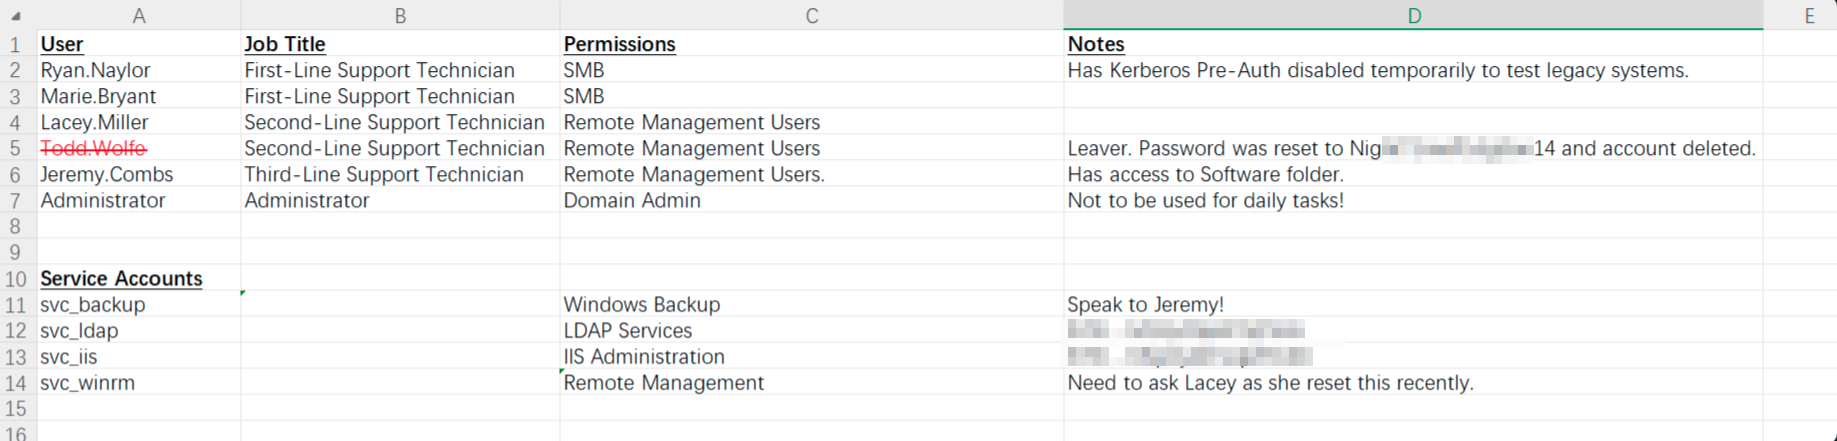 A B C D E
1 User Job Title Permissions Notes
2 Ryan.Naylor First-Line Support Technician SMB Has Kerberos Pre-Auth disabled temporarily to test legacy systems.
3 Marie.Bryant First-Line Support Technician SMB
4 Lacey.Miller Second-Line Support Technician Remote Management Users
5 Todd.Wolfe Second-Line Support Technician Remote Management Users Leaver. Password was reset to Nig 14 and account deleted.
6 Jeremy.Combs Third-Line Support Technician Remote Management Users. Has access to Software folder.
7 Administrator Administrator Domain Admin Not to be used for daily tasks!
8
9
10 Service Accounts
11 svc_backup Windows Backup Speak to Jeremy!
12 svc_ldap LDAP Services
13 svc_iis IIS Administration
14 svc_winrm Remote Management Need to ask Lacey as she reset this recently.
15
16